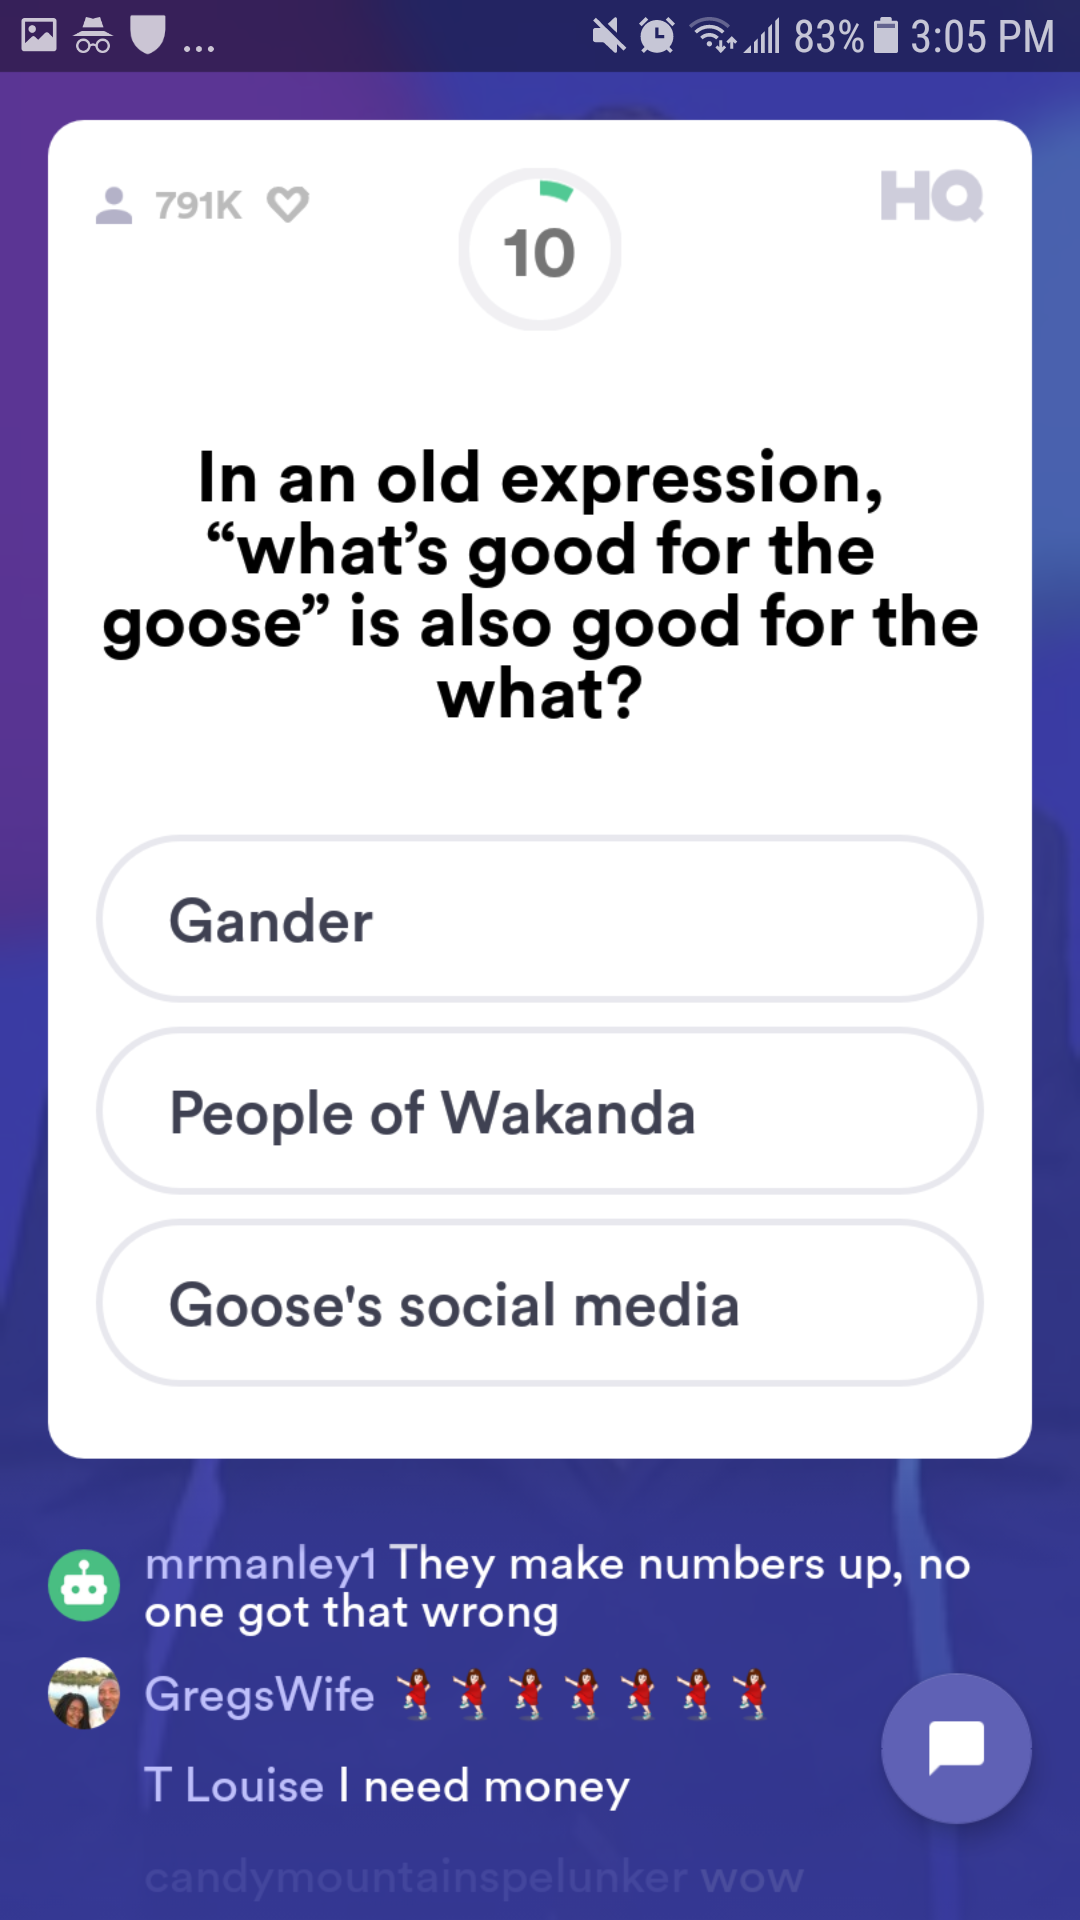 ... 83% 3:05 PM
791K HQ
10
In an old expression,
“what’s good for the
goose” is also good for the
what?
Gander
People of Wakanda
Goose's social media
mrmanley1 They make numbers up, no
one got that wrong
GregsWife
T Louise I need money
candymountainspelunker wow